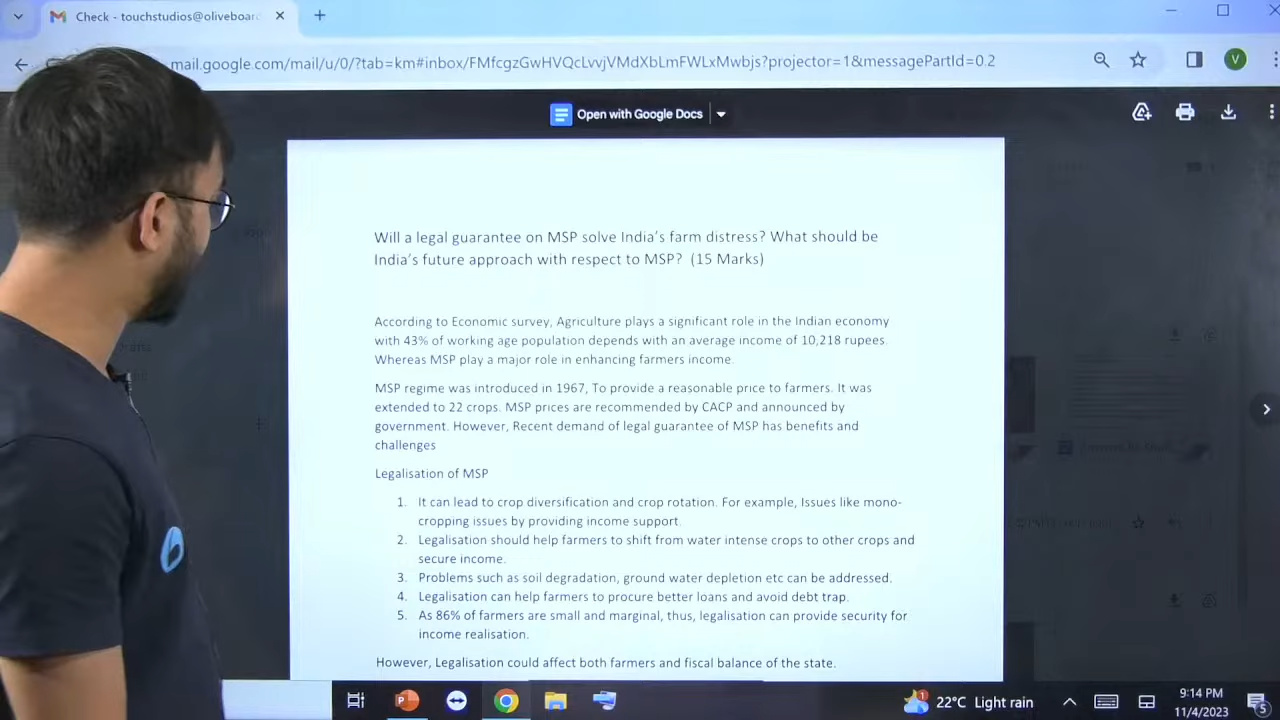 Check - touchstudios@oliveboar
mail.google.com/mail/u/0/?tab=km#inbox/FMfcgzGwHVQcLvvjVMdXbLmFWLxMwbjs?projector=1&messagePartId=0.2
V
Open with Google Docs
Will a legal guarantee on MSP solve India's farm distress? What should be
India's future approach with respect to MSP? (15 Marks)
According to Economic survey, Agriculture plays a significant role in the Indian economy
with 43% of working age population depends with an average income of 10,218 rupees.
Whereas MSP play a major role in enhancing farmers income.
MSP regime was introduced in 1967, To provide a reasonable price to farmers. It was
extended to 22 crops. MSP prices are recommended by CACP and announced by
government. However, Recent demand of legal guarantee of MSP has benefits and
challenges
Legalisation of MSP
1. It can lead to crop diversification and crop rotation. For example, Issues like mono-
cropping issues by providing income support.
2. Legalisation should help farmers to shift from water intense crops to other crops and
secure income.
3. Problems such as soil degradation, ground water depletion etc can be addressed.
4. Legalisation can help farmers to procure better loans and avoid debt trap.
5. As 86% of farmers are small and marginal, thus, legalisation can provide security for
income realisation.
However, Legalisation could affect both farmers and fiscal balance of the state.
1
22°C Light rain
9:14 PM
11/4/2023
5